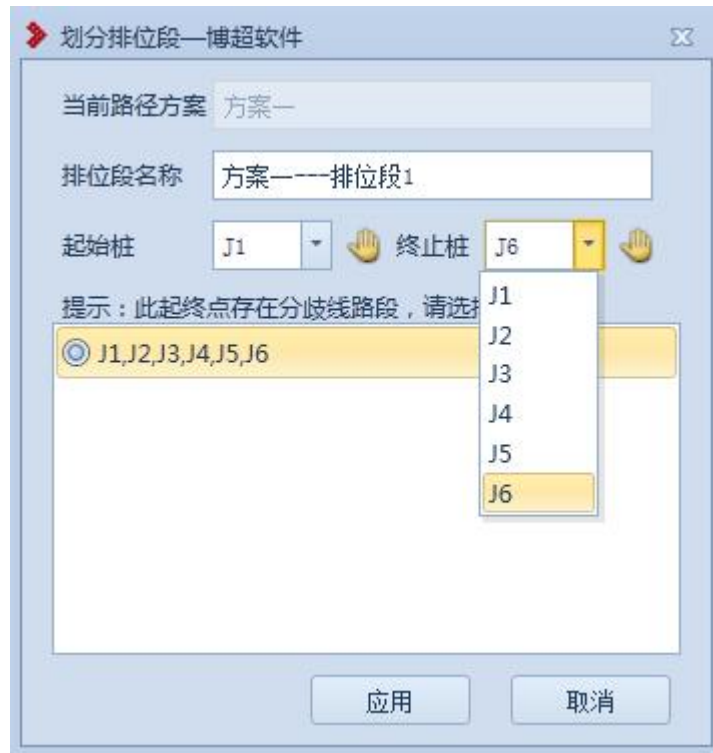 划分排位段—博超软件
当前路径方案 方案一
排位段名称 方案一---排位段1
起始桩 J1 终止桩 J6
提示：此起终点存在分歧线路段，请选
J1,J2,J3,J4,J5,J6
J1
J2
J3
J4
J5
J6
应用 取消